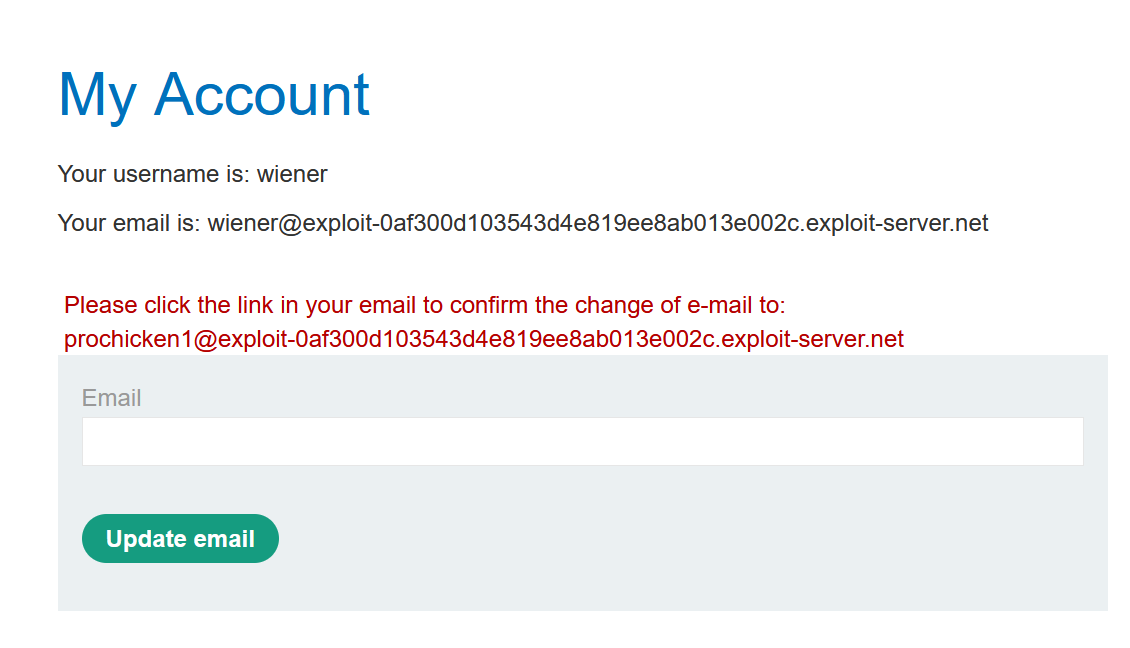 My Account
Your username is: wiener
Your email is: wiener@exploit-0af300d103543d4e819ee8ab013e002c.exploit-server.net
Please click the link in your email to confirm the change of e-mail to:
prochicken1@exploit-0af300d103543d4e819ee8ab013e002c.exploit-server.net
Email
Update email